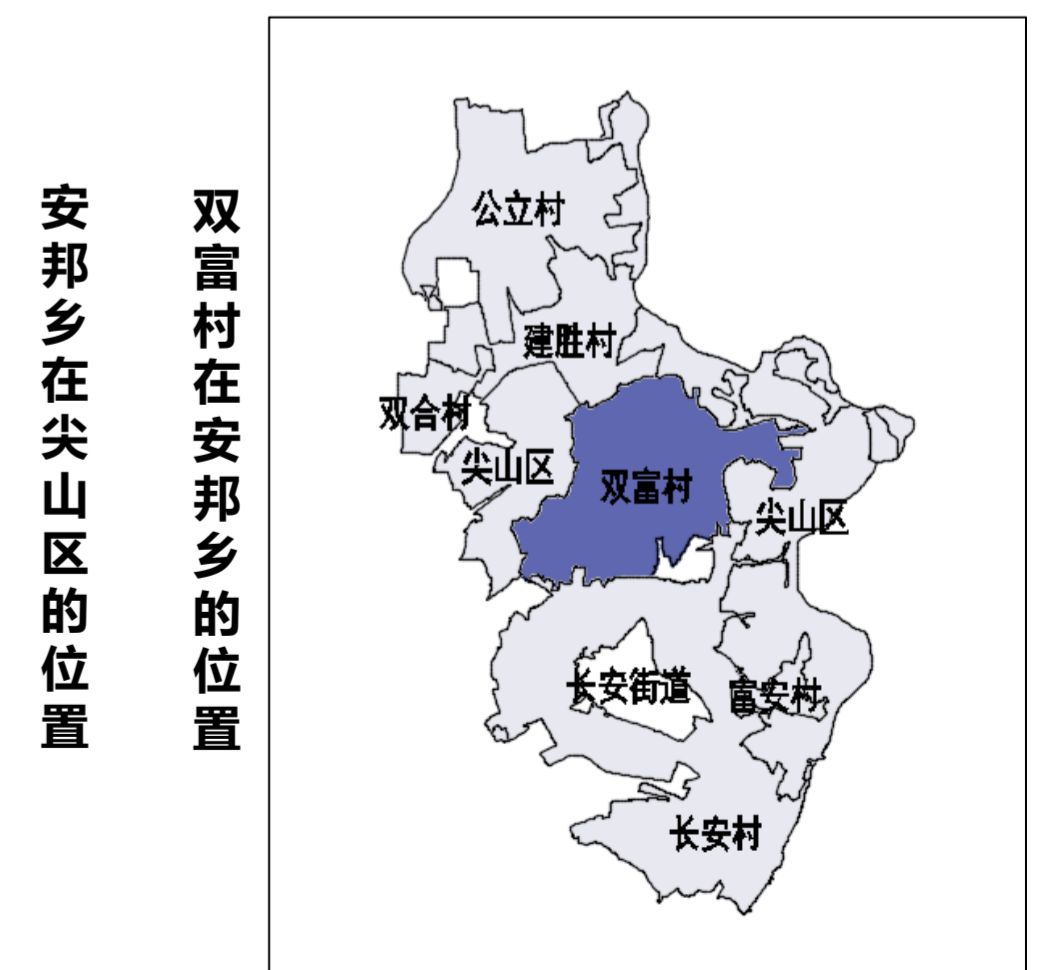 安邦乡在尖山区的位置
双富村在安邦乡的位置
公立村
建胜村
双合村
尖山区
双富村
尖山区
长安街道
富安村
长安村